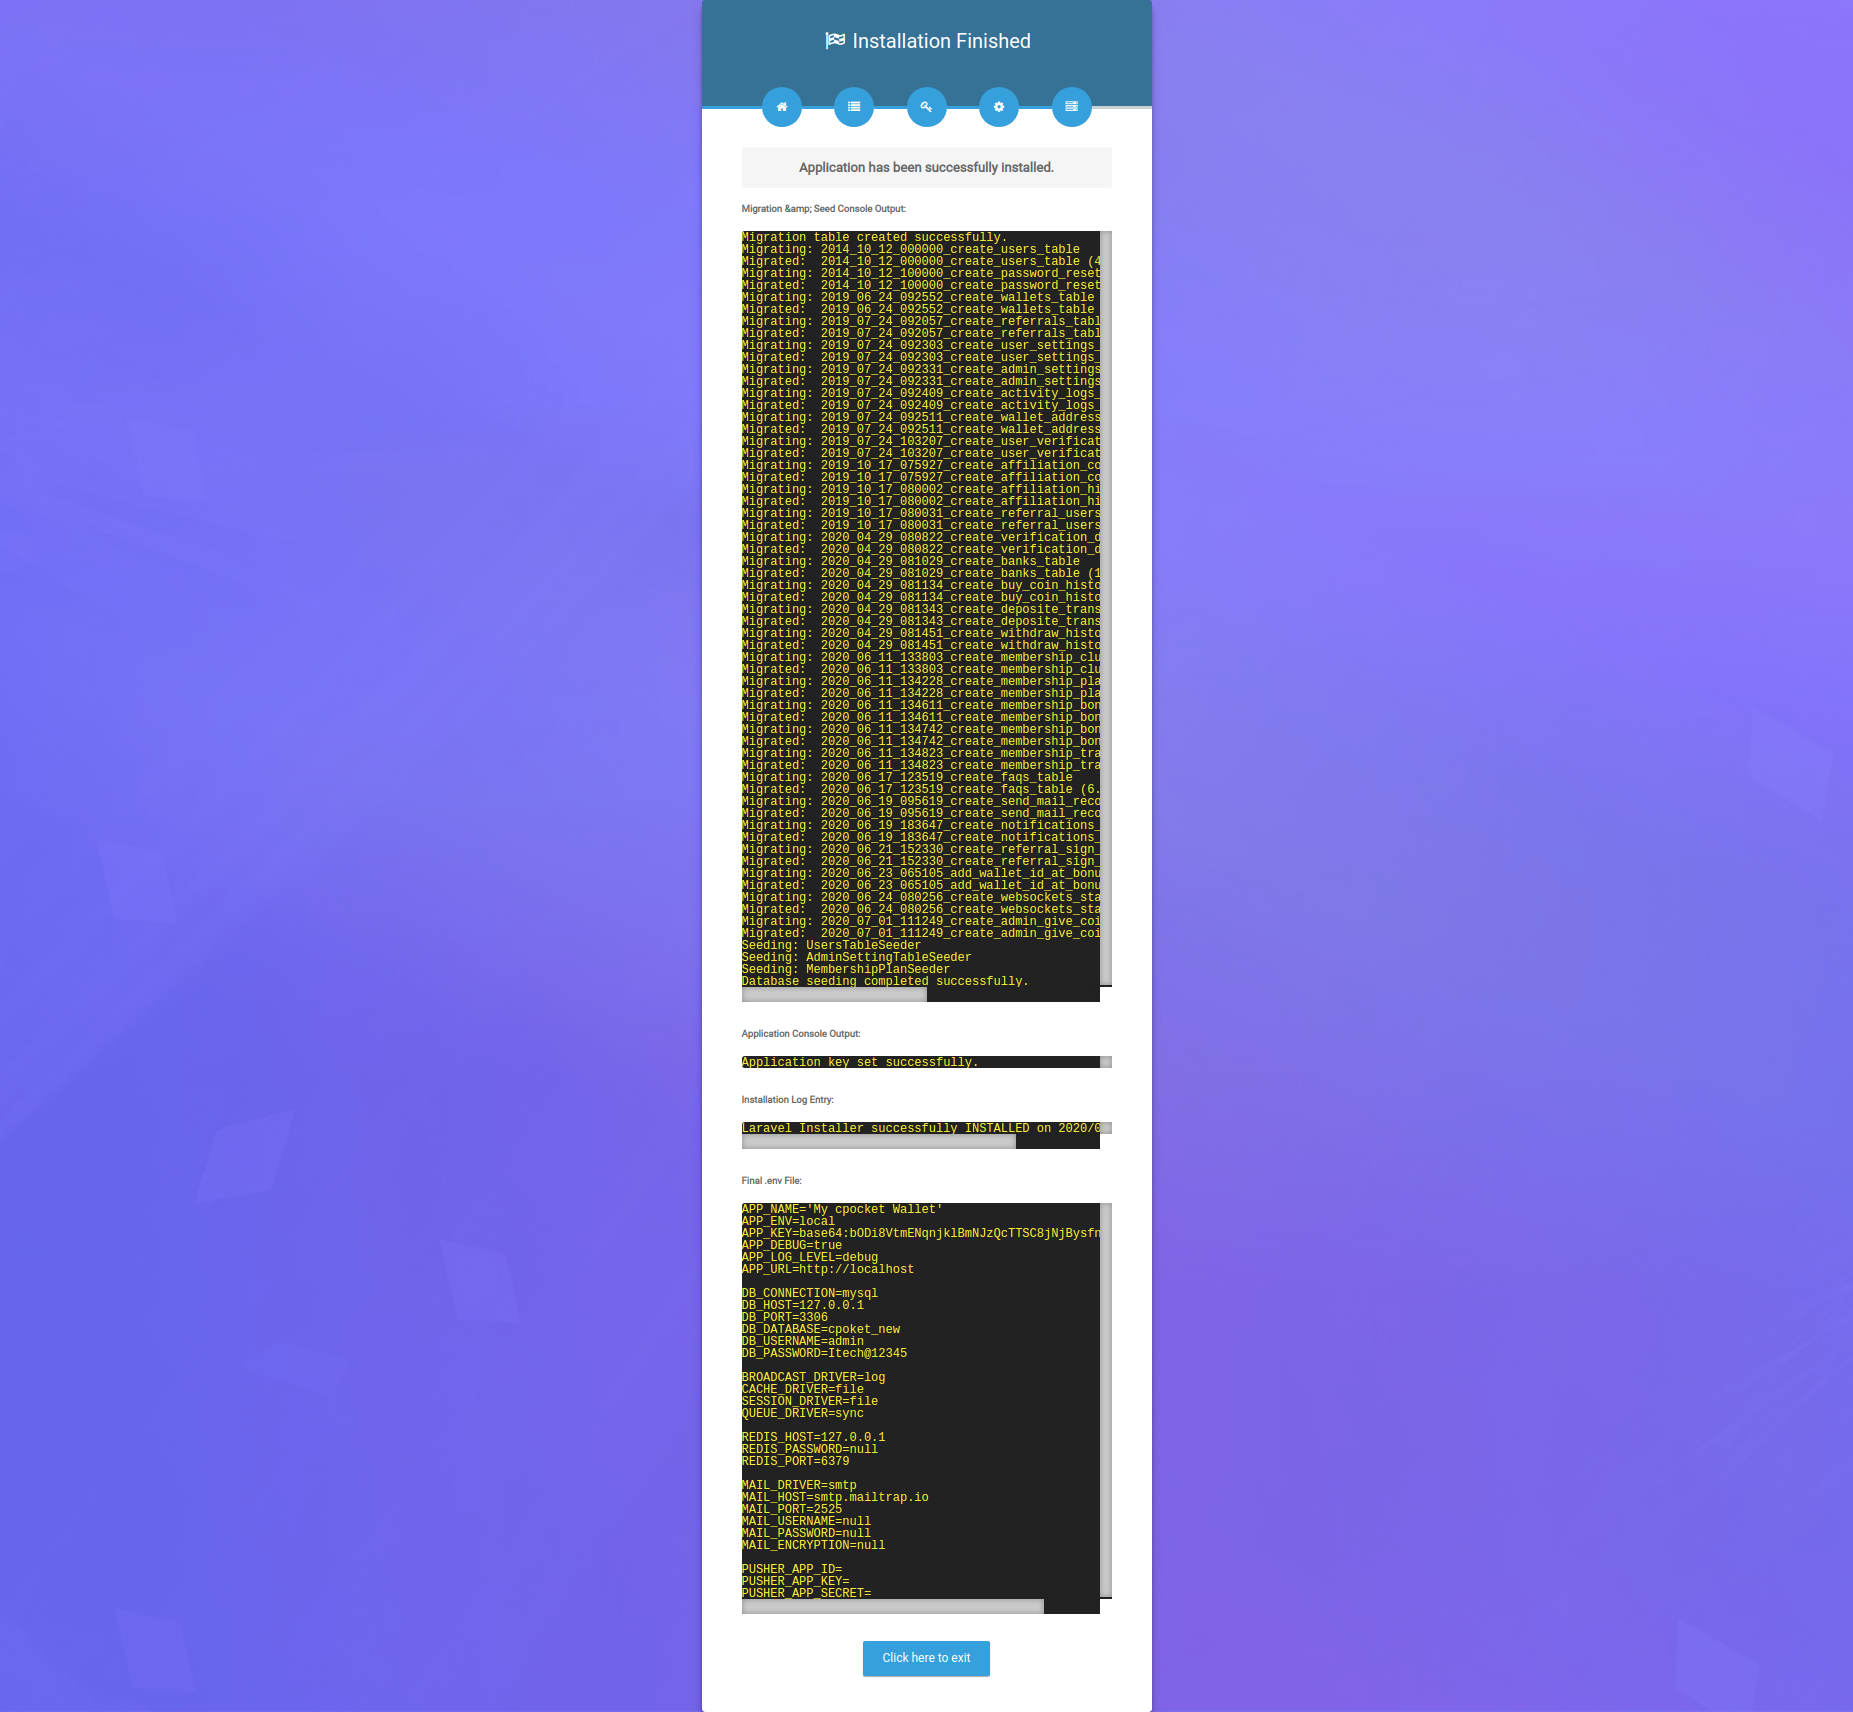 Installation Finished
Application has been successfully installed.
Migration &amp; Seed Console Output:
Migration table created successfully.
Migrating: 2014_10_12_000000_create_users_table
Migrated:  2014_10_12_000000_create_users_table (4
Migrating: 2014_10_12_100000_create_password_reset
Migrated:  2014_10_12_100000_create_password_reset
Migrating: 2019_06_24_092552_create_wallets_table
Migrated:  2019_06_24_092552_create_wallets_table
Migrating: 2019_07_24_092057_create_referrals_tabl
Migrated:  2019_07_24_092057_create_referrals_tabl
Migrating: 2019_07_24_092303_create_user_settings_
Migrated:  2019_07_24_092303_create_user_settings_
Migrating: 2019_07_24_092331_create_admin_settings
Migrated:  2019_07_24_092331_create_admin_settings
Migrating: 2019_07_24_092409_create_activity_logs_
Migrated:  2019_07_24_092409_create_activity_logs_
Migrating: 2019_07_24_092511_create_wallet_address
Migrated:  2019_07_24_092511_create_wallet_address
Migrating: 2019_07_24_103207_create_user_verificat
Migrated:  2019_07_24_103207_create_user_verificat
Migrating: 2019_10_17_075927_create_affiliation_co
Migrated:  2019_10_17_075927_create_affiliation_co
Migrating: 2019_10_17_080002_create_affiliation_hi
Migrated:  2019_10_17_080002_create_affiliation_hi
Migrating: 2019_10_17_080031_create_referral_users
Migrated:  2019_10_17_080031_create_referral_users
Migrating: 2020_04_29_080822_create_verification_d
Migrated:  2020_04_29_080822_create_verification_d
Migrating: 2020_04_29_081029_create_banks_table
Migrated:  2020_04_29_081029_create_banks_table (1
Migrating: 2020_04_29_081134_create_buy_coin_histo
Migrated:  2020_04_29_081134_create_buy_coin_histo
Migrating: 2020_04_29_081343_create_deposite_trans
Migrated:  2020_04_29_081343_create_deposite_trans
Migrating: 2020_04_29_081451_create_withdraw_histo
Migrated:  2020_04_29_081451_create_withdraw_histo
Migrating: 2020_06_11_133803_create_membership_clu
Migrated:  2020_06_11_133803_create_membership_clu
Migrating: 2020_06_11_134228_create_membership_pla
Migrated:  2020_06_11_134228_create_membership_pla
Migrating: 2020_06_11_134611_create_membership_bon
Migrated:  2020_06_11_134611_create_membership_bon
Migrating: 2020_06_11_134742_create_membership_bon
Migrated:  2020_06_11_134742_create_membership_bon
Migrating: 2020_06_11_134823_create_membership_tra
Migrated:  2020_06_11_134823_create_membership_tra
Migrating: 2020_06_17_123519_create_faqs_table
Migrated:  2020_06_17_123519_create_faqs_table (6.
Migrating: 2020_06_19_095619_create_send_mail_reco
Migrated:  2020_06_19_095619_create_send_mail_reco
Migrating: 2020_06_19_183647_create_notifications_
Migrated:  2020_06_19_183647_create_notifications_
Migrating: 2020_06_21_152330_create_referral_sign_
Migrated:  2020_06_21_152330_create_referral_sign_
Migrating: 2020_06_23_065105_add_wallet_id_at_bonu
Migrated:  2020_06_23_065105_add_wallet_id_at_bonu
Migrating: 2020_06_24_080256_create_websockets_sta
Migrated:  2020_06_24_080256_create_websockets_sta
Migrating: 2020_07_01_111249_create_admin_give_coi
Migrated:  2020_07_01_111249_create_admin_give_coi
Seeding: UsersTableSeeder
Seeding: AdminSettingTableSeeder
Seeding: MembershipPlanSeeder
Database seeding completed successfully.
Application Console Output:
Application key set successfully.
Installation Log Entry:
Laravel Installer successfully INSTALLED on 2020/0
Final .env File:
APP_NAME='My cpocket Wallet'
APP_ENV=local
APP_KEY=base64:bODi8VtmENqnjklBmNJzQcTTSC8jNjBysfn
APP_DEBUG=true
APP_LOG_LEVEL=debug
APP_URL=http://localhost
DB_CONNECTION=mysql
DB_HOST=127.0.0.1
DB_PORT=3306
DB_DATABASE=cpoket_new
DB_USERNAME=admin
DB_PASSWORD=Itech@12345
BROADCAST_DRIVER=log
CACHE_DRIVER=file
SESSION_DRIVER=file
QUEUE_DRIVER=sync
REDIS_HOST=127.0.0.1
REDIS_PASSWORD=null
REDIS_PORT=6379
MAIL_DRIVER=smtp
MAIL_HOST=smtp.mailtrap.io
MAIL_PORT=2525
MAIL_USERNAME=null
MAIL_PASSWORD=null
MAIL_ENCRYPTION=null
PUSHER_APP_ID=
PUSHER_APP_KEY=
PUSHER_APP_SECRET=
Click here to exit